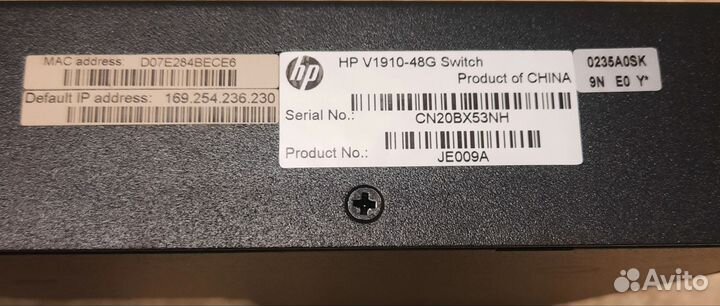 MAC address: D07E284BECE6
Default IP address: 169.254.236.230
hp
HP V1910-48G Switch
Product of CHINA
Serial No.:
CN20BX53NH
Product No.:
JE009A
0235A0SK
9N E0 Y*
Avito